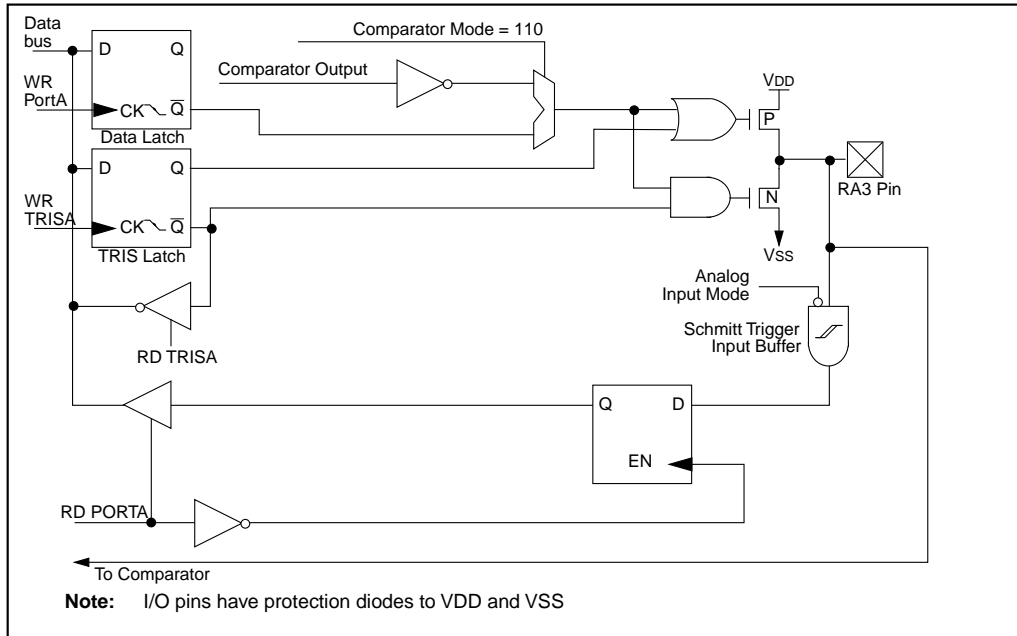 Data
bus
D Q
WR
PortA
CK Q
Data Latch
D Q
WR
TRISA
CK Q
TRIS Latch
RD TRISA
Comparator Mode = 110
Comparator Output
VDD
P
RA3 Pin
N
VSS
Analog
Input Mode
Schmitt Trigger
Input Buffer
Q D
EN
RD PORTA
To Comparator
Note: I/O pins have protection diodes to VDD and VSS